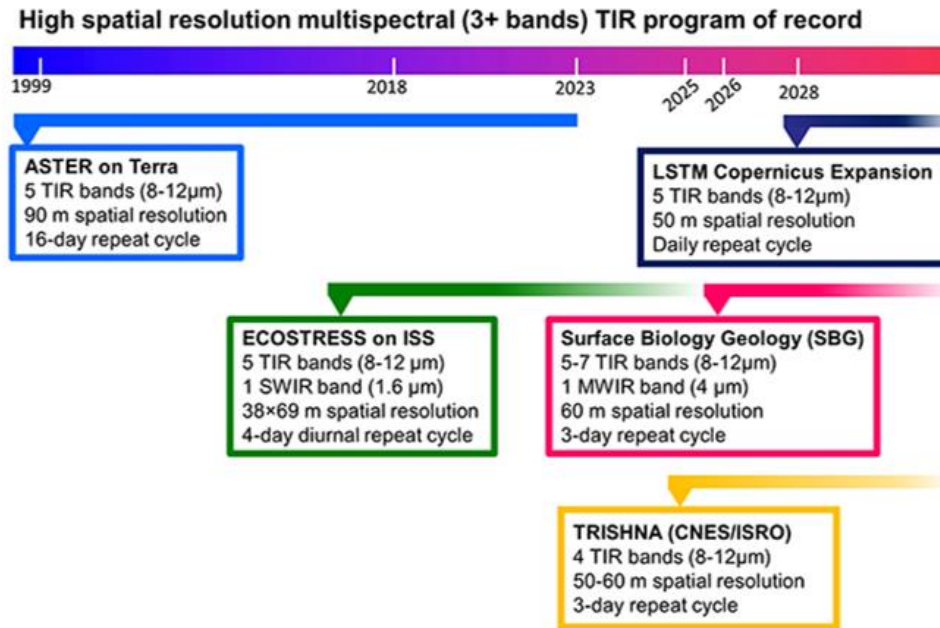 High spatial resolution multispectral (3+ bands) TIR program of record
1999
2018
2023
2025
2026
2028
ASTER on Terra
5 TIR bands (8-12µm)
90 m spatial resolution
16-day repeat cycle
LSTM Copernicus Expansion
5 TIR bands (8-12µm)
50 m spatial resolution
Daily repeat cycle
ECOSTRESS on ISS
5 TIR bands (8-12 µm)
1 SWIR band (1.6 µm)
38×69 m spatial resolution
4-day diurnal repeat cycle
Surface Biology Geology (SBG)
5-7 TIR bands (8-12µm)
1 MWIR band (4 µm)
60 m spatial resolution
3-day repeat cycle
TRISHNA (CNES/ISRO)
4 TIR bands (8-12µm)
50-60 m spatial resolution
3-day repeat cycle